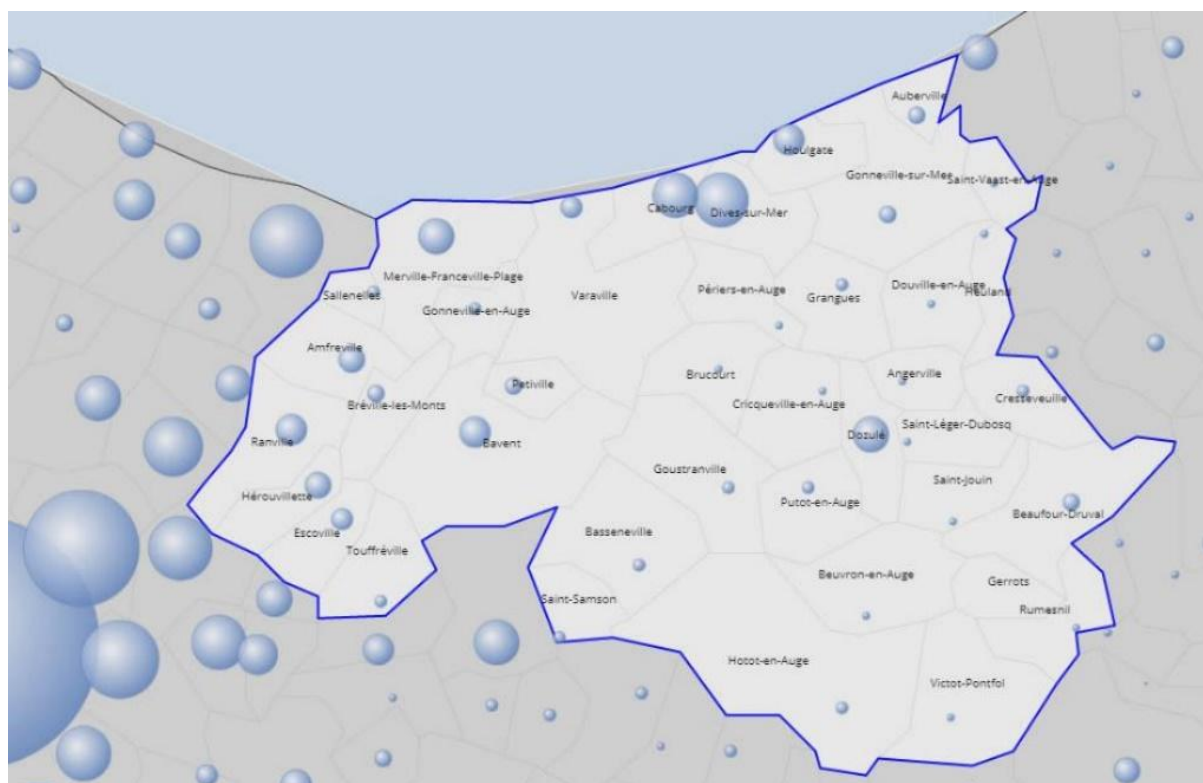 Auberville
Houlgate
Gonneville-sur-Mer
Saint-Vaast-en-Auge
Cabourg
Dives-sur-Mer
Merville-Franceville-Plage
Sallenelles
Varaville
Périers-en-Auge
Grangues
Douville-en-Auge
Heuland
Gonneville-en-Auge
Amfreville
Petiville
Brucourt
Angerville
Cresseveuille
Bréville-les-Monts
Cricqueville-en-Auge
Saint-Léger-Dubosq
Ranville
Bavent
Dozulé
Goustranville
Saint-Jouin
Hérouvillette
Putot-en-Auge
Beaufour-Druval
Escoville
Basseneville
Touffréville
Beuvron-en-Auge
Gerrots
Saint-Samson
Rumesnil
Hotot-en-Auge
Victot-Pontfol